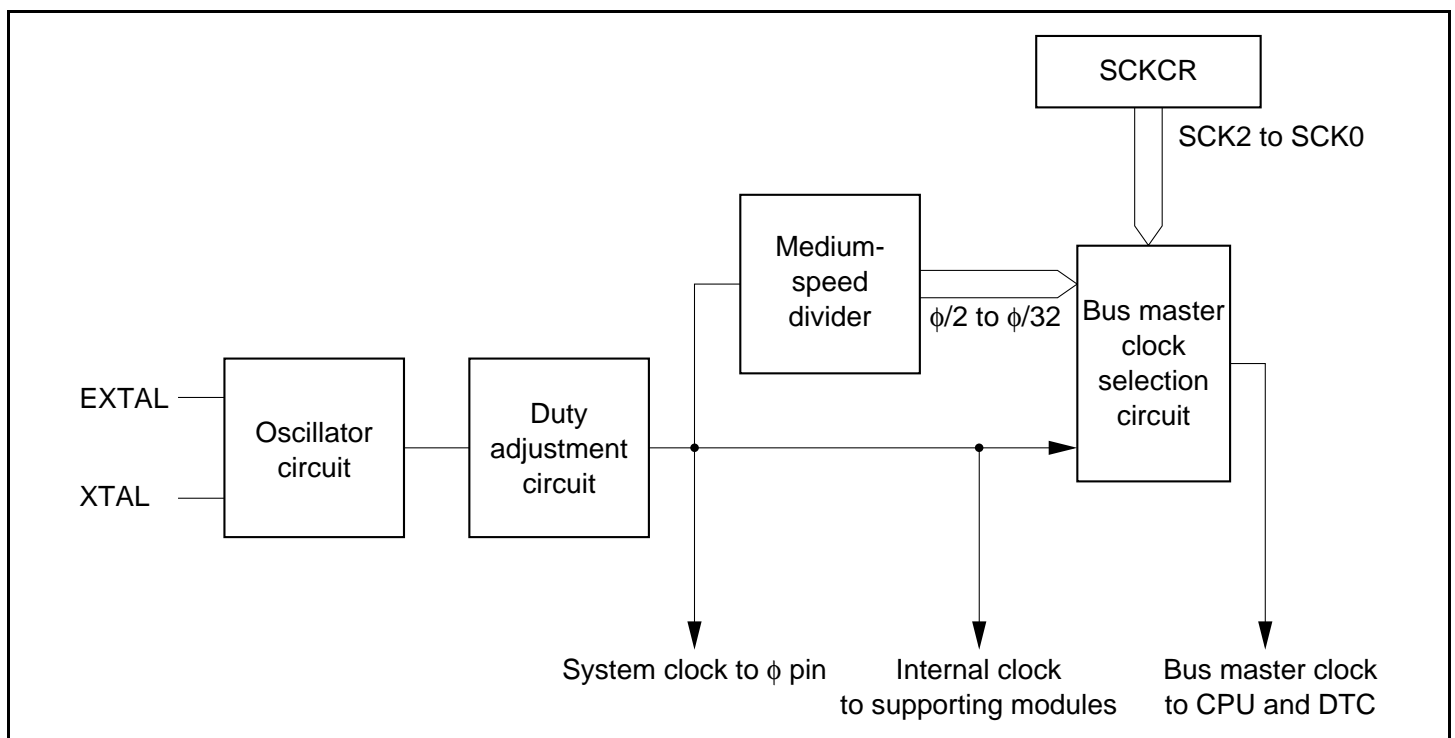 SCKCR
SCK2 to SCK0
Medium-
speed
divider
ϕ/2 to ϕ/32
Bus master
clock
selection
circuit
EXTAL
XTAL
Oscillator
circuit
Duty
adjustment
circuit
System clock to ϕ pin
Internal clock
to supporting modules
Bus master clock
to CPU and DTC